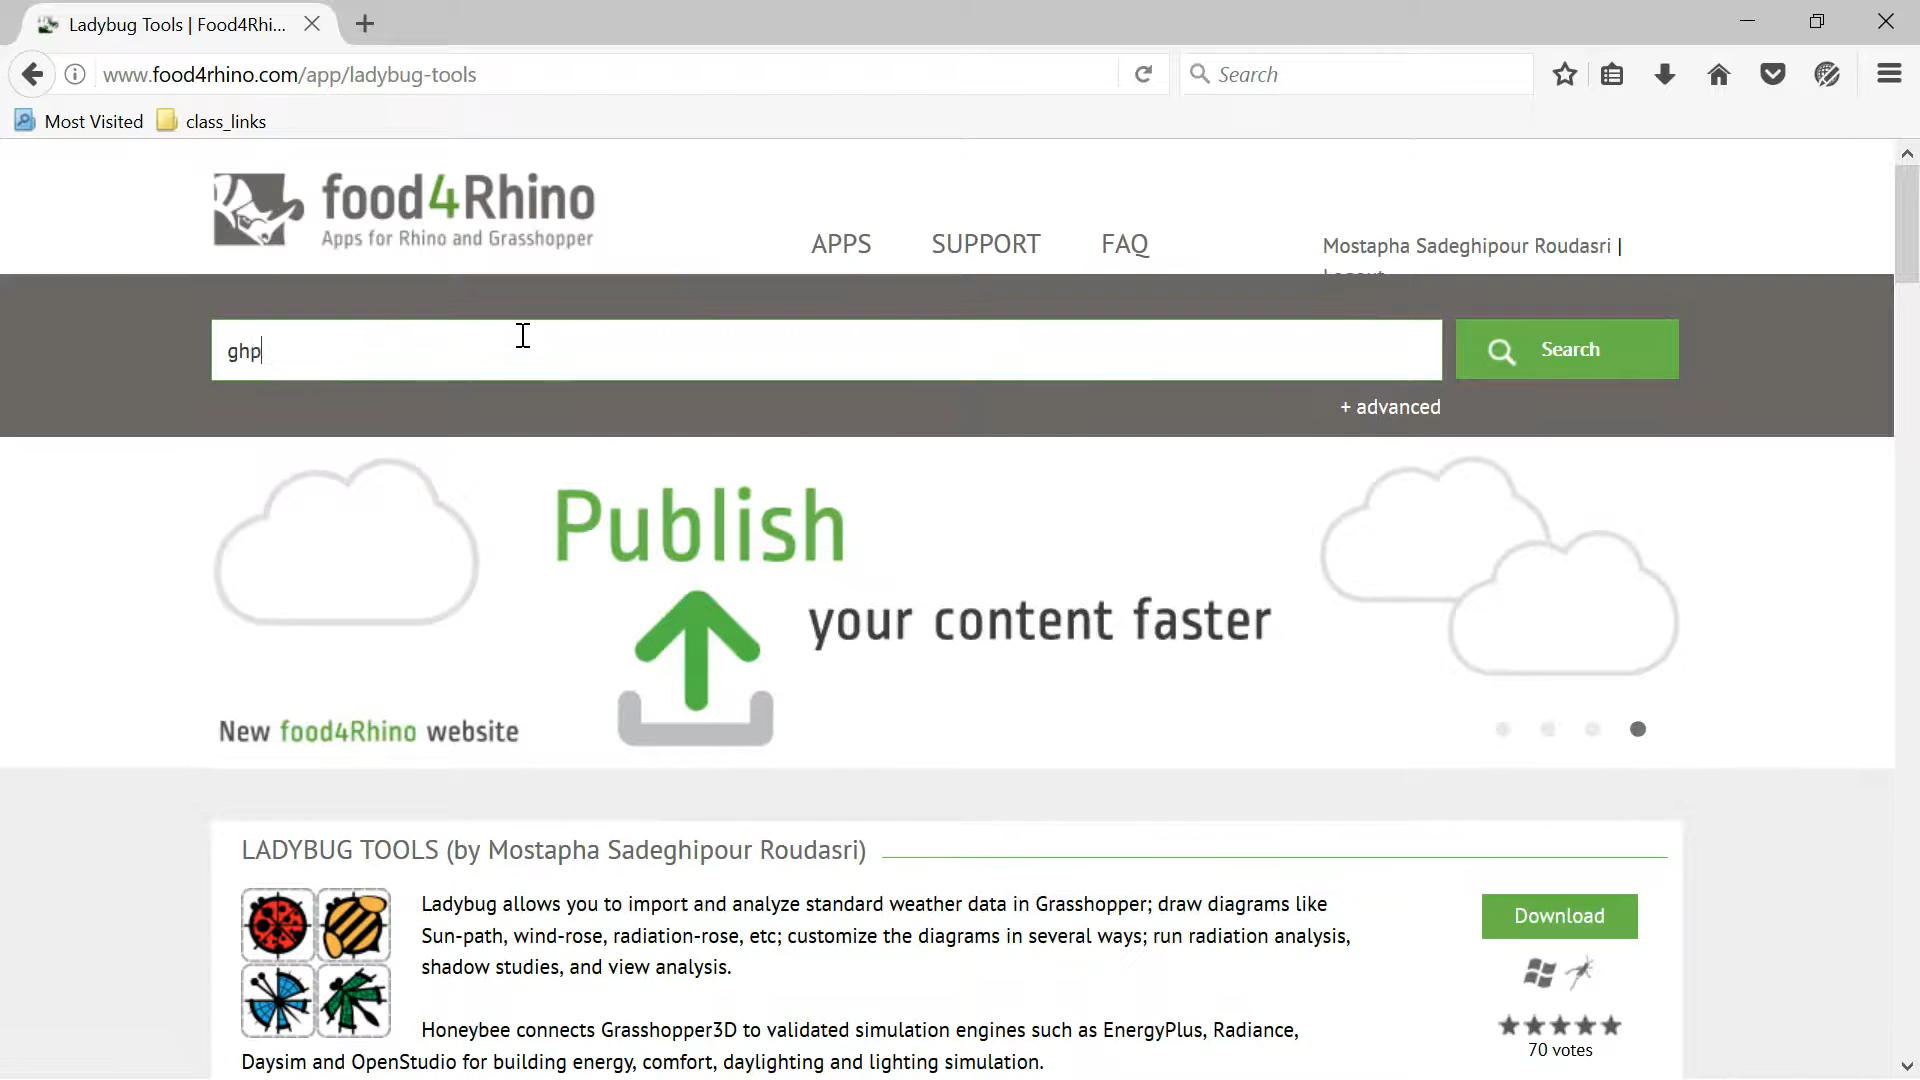 Ladybug Tools | Food4Rhi...
www.food4rhino.com/app/ladybug-tools
Search
Most Visited
class_links
food4Rhino
Apps for Rhino and Grasshopper
APPS
SUPPORT
FAQ
Mostapha Sadeghipour Roudasri |
Logout
ghp
Search
+ advanced
Publish
your content faster
New food4Rhino website
LADYBUG TOOLS (by Mostapha Sadeghipour Roudasri)
Ladybug allows you to import and analyze standard weather data in Grasshopper; draw diagrams like
Sun-path, wind-rose, radiation-rose, etc; customize the diagrams in several ways; run radiation analysis,
shadow studies, and view analysis.
Download
Honeybee connects Grasshopper3D to validated simulation engines such as EnergyPlus, Radiance,
Daysim and OpenStudio for building energy, comfort, daylighting and lighting simulation.
70 votes